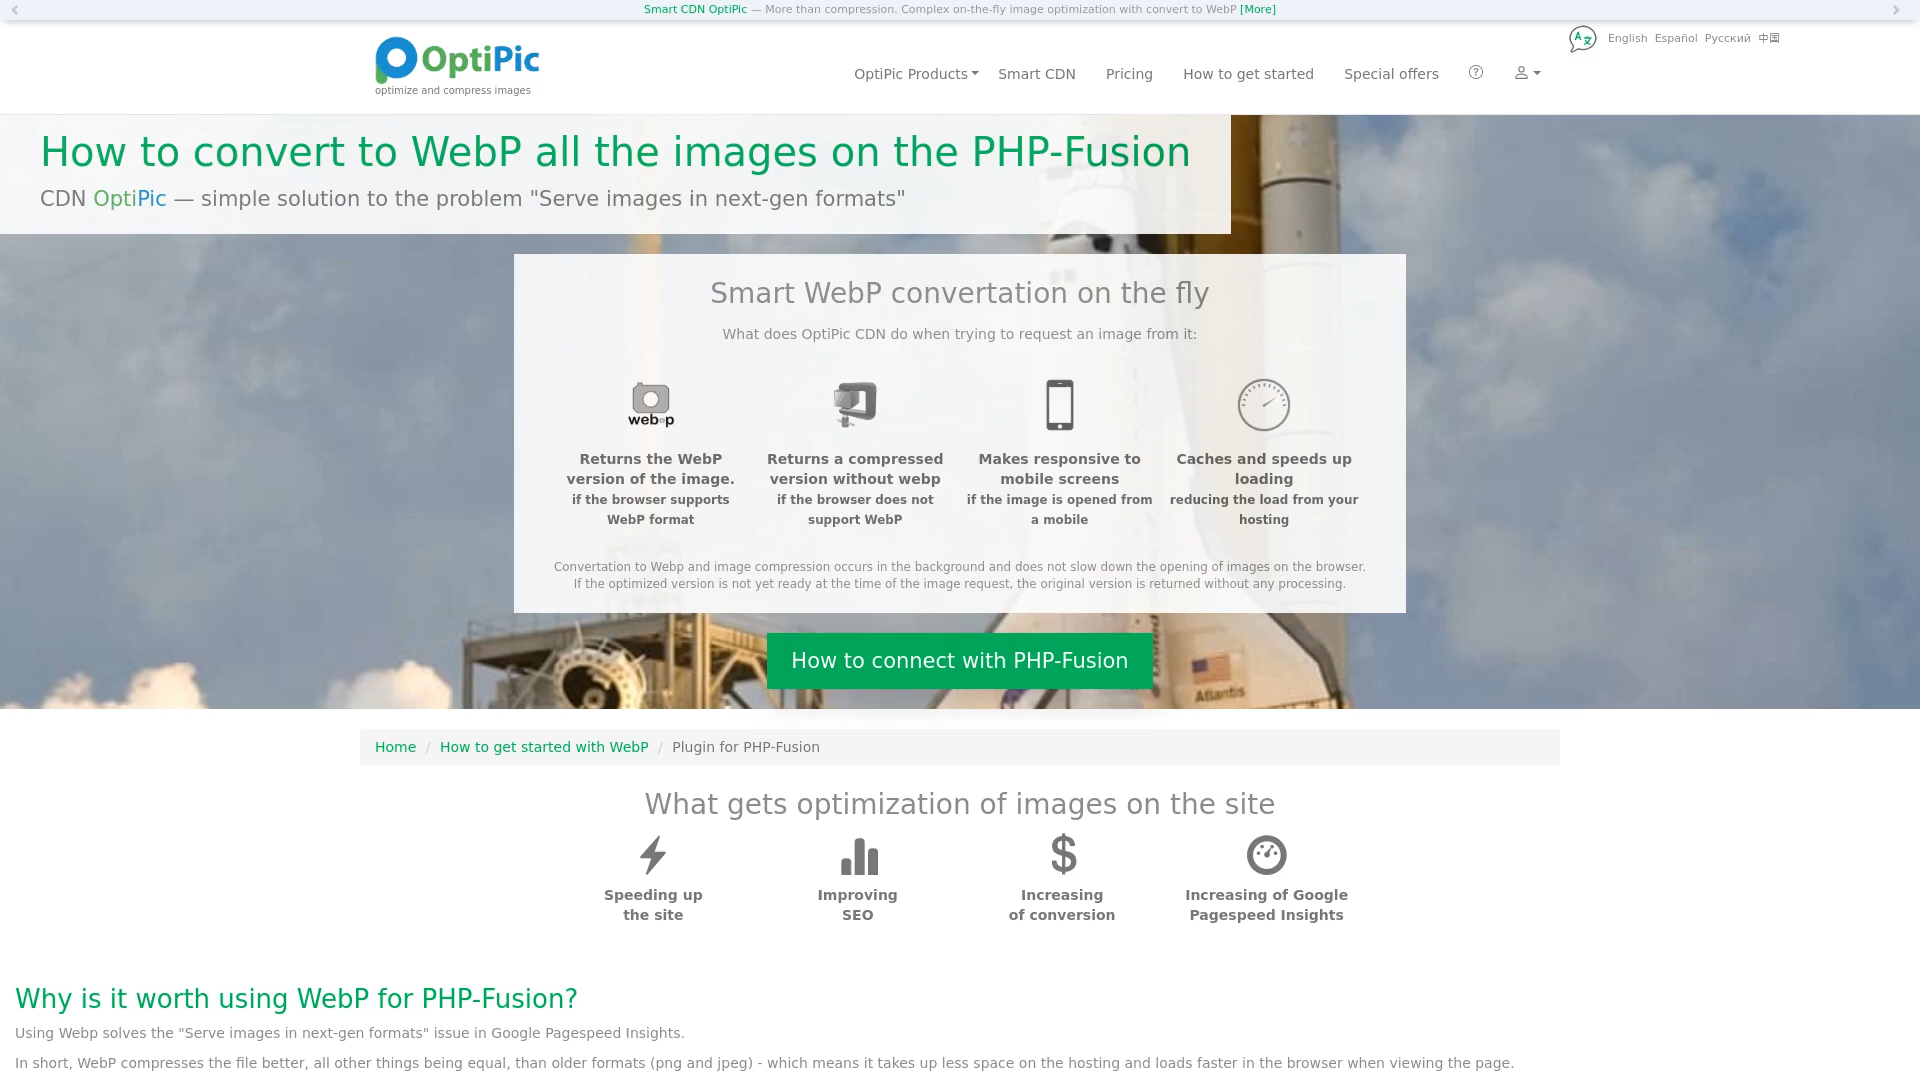 Smart CDN OptiPic — More than compression. Complex on-the-fly image optimization with convert to WebP [More]
English Español Русский 中国
OptiPic
optimize and compress images
OptiPic Products Smart CDN Pricing How to get started Special offers
How to convert to WebP all the images on the PHP-Fusion
CDN OptiPic — simple solution to the problem "Serve images in next-gen formats"
Smart WebP convertation on the fly
What does OptiPic CDN do when trying to request an image from it:
webp
Returns the WebP
version of the image.
if the browser supports
WebP format
Returns a compressed
version without webp
if the browser does not
support WebP
Makes responsive to
mobile screens
if the image is opened from
a mobile
Caches and speeds up
loading
reducing the load from your
hosting
Convertation to Webp and image compression occurs in the background and does not slow down the opening of images on the browser.
If the optimized version is not yet ready at the time of the image request, the original version is returned without any processing.
How to connect with PHP-Fusion
Atlantis
Home / How to get started with WebP / Plugin for PHP-Fusion
What gets optimization of images on the site
Speeding up
the site
Improving
SEO
Increasing
of conversion
Increasing of Google
Pagespeed Insights
Why is it worth using WebP for PHP-Fusion?
Using Webp solves the "Serve images in next-gen formats" issue in Google Pagespeed Insights.
In short, WebP compresses the file better, all other things being equal, than older formats (png and jpeg) - which means it takes up less space on the hosting and loads faster in the browser when viewing the page.